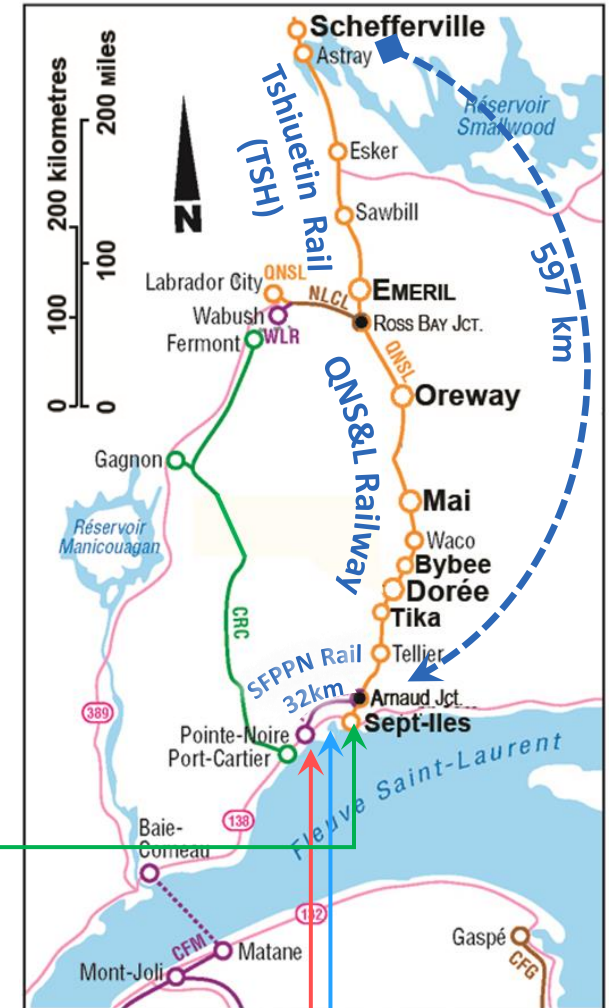 Schefferville
Astray
Réservoir
Smallwood
200 kilometres
200 MILES
100
100
0
0
N
Tshiuetin Rail
(TSH)
Esker
Sawbill
597 km
Labrador City
QNSL
EMERIL
NLCL
Wabush
WLR
ROSS BAY JCT.
Fermont
QNSL
QNS&L Railway
Oreway
Gagnon
Mai
Réservoir
Manicouagan
Waco
Bybee
Dorée
Tika
CRC
Tellier
SFPPN Rail
32km
Arnaud Jct.
389
Sept-Iles
Pointe-Noire
Port-Cartier
Fleuve Saint-Laurent
138
Baie-
Comeau
132
CFM
Matane
Mont-Joli
Gaspé
CFG